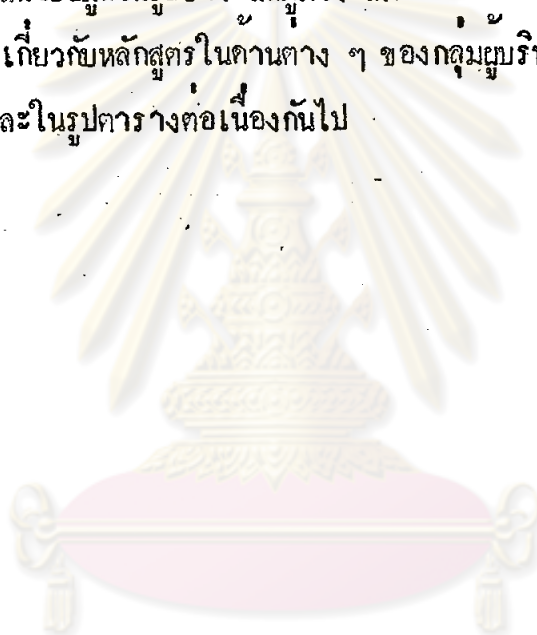 เกี่ยวกับหลักสูตรในด้านต่าง ๆ ของกลุ่มผู้บริ
ละในรูปตารางต่อเนื่องกันไป